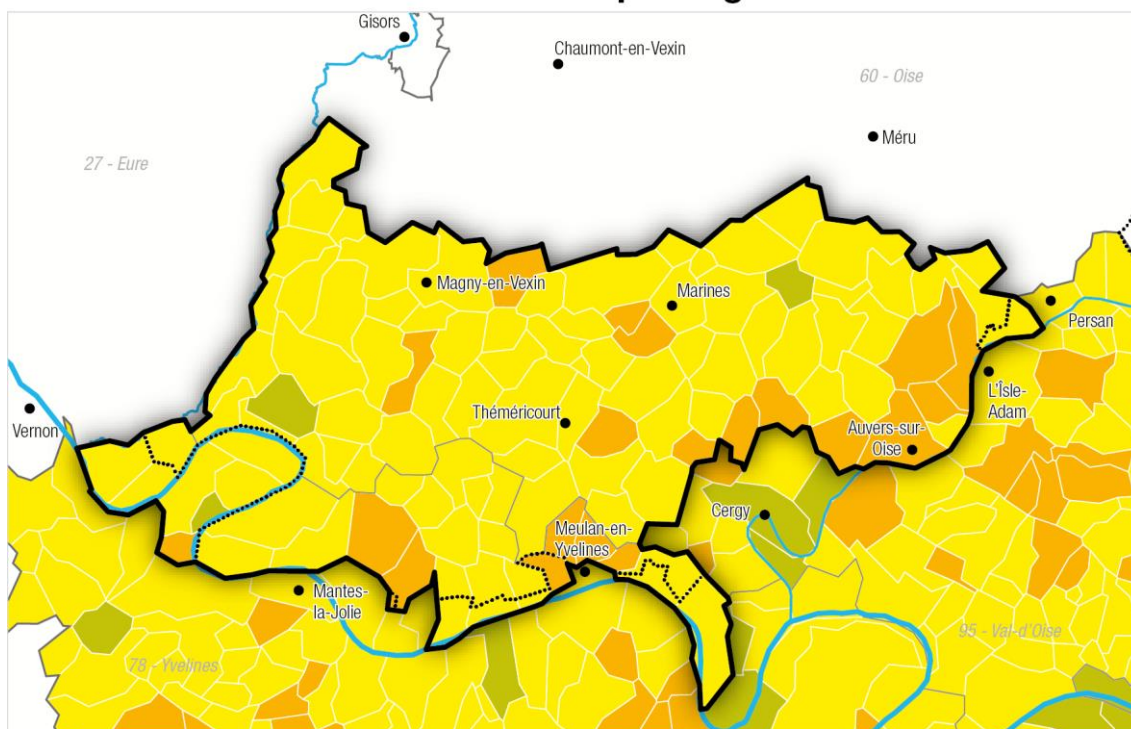 Gisors
Chaumont-en-Vexin
60 - Oise
Méru
27 - Eure
Magny-en-Vexin
Marines
Persan
L'Îsle-
Adam
Vernon
Théméricourt
Auvers-sur-
Oise
Cergy
Meulan-en-
Yvelines
Mantes-
la-Jolie
95 - Val-d'Oise
78 - Yvelines